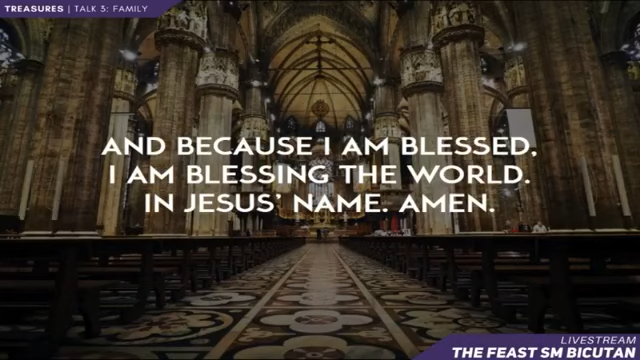 TREASURES | TALK 3: FAMILY
AND BECAUSE I AM BLESSED,
I AM BLESSING THE WORLD.
IN JESUS' NAME. AMEN.
LIVESTREAM
THE FEAST SM BICUTAN